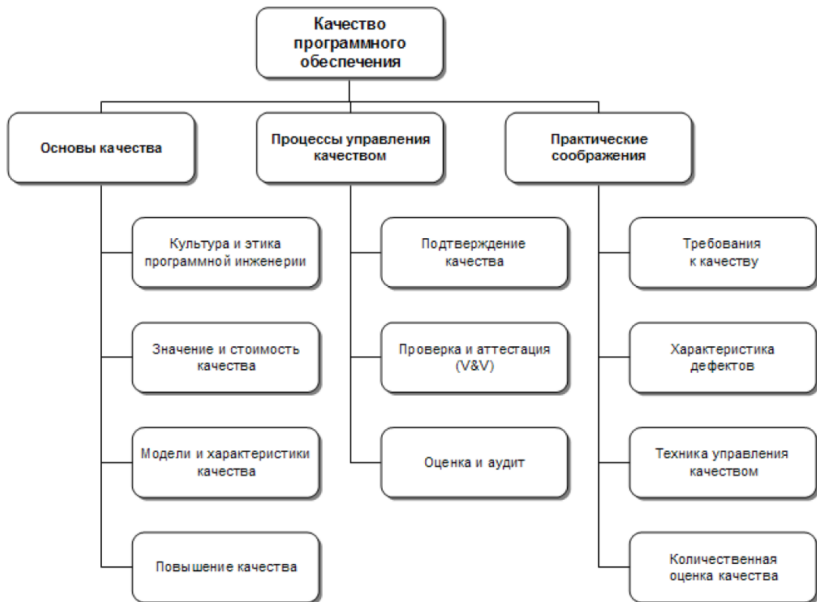 Качество
программного
обеспечения
Основы качества
Процессы управления
качеством
Практические
соображения
Культура и этика
программной инженерии
Подтверждение
качества
Требования
к качеству
Значение и стоимость
качества
Проверка и аттестация
(V&V)
Характеристика
дефектов
Модели и характеристики
качества
Оценка и аудит
Техника управления
качеством
Повышение качества
Количественная
оценка качества